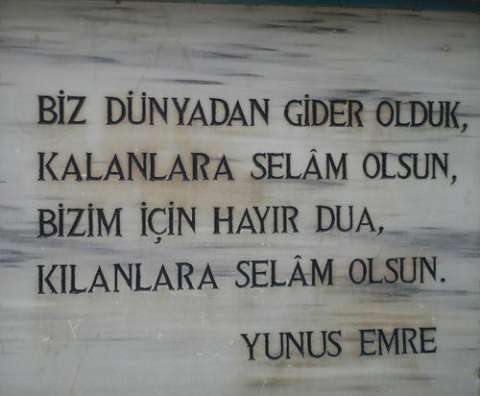 BİZ DÜNYADAN GİDER OLDUK,
KALANLARA SELÂM OLSUN,
BİZİM İÇİN HAYIR DUA,
KILANLARA SELÂM OLSUN.
YUNUS EMRE